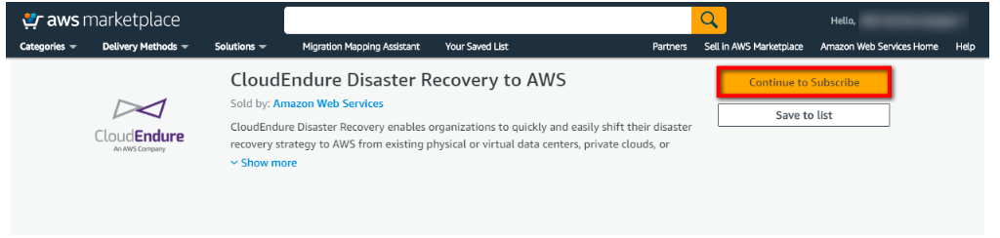 aws marketplace
Hello,
Categories Delivery Methods Solutions Migration Mapping Assistant Your Saved List Partners Sell in AWS Marketplace Amazon Web Services Home Help
CloudEndure Disaster Recovery to AWS
Continue to Subscribe
Sold by: Amazon Web Services
Save to list
CloudEndure
An AWS Company
CloudEndure Disaster Recovery enables organizations to quickly and easily shift their disaster
recovery strategy to AWS from existing physical or virtual data centers, private clouds, or
Show more